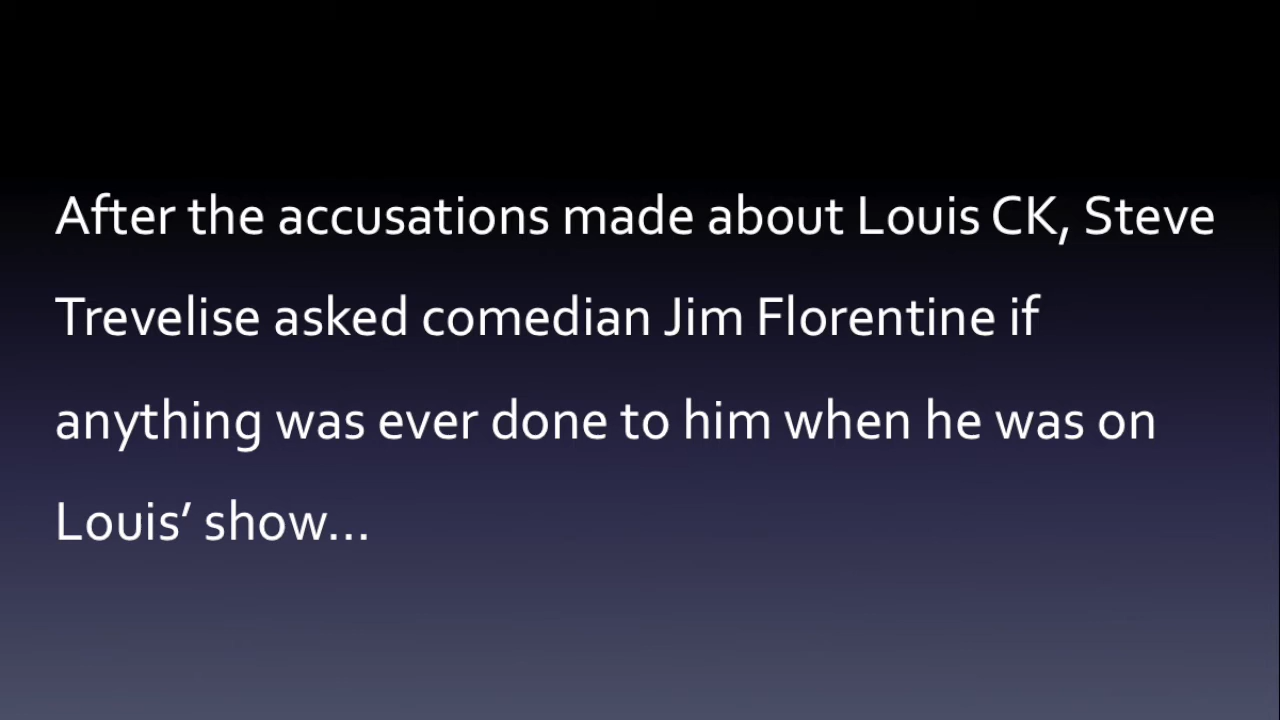 After the accusations made about Louis CK, Steve
Trevelise asked comedian Jim Florentine if
anything was ever done to him when he was on
Louis’ show...